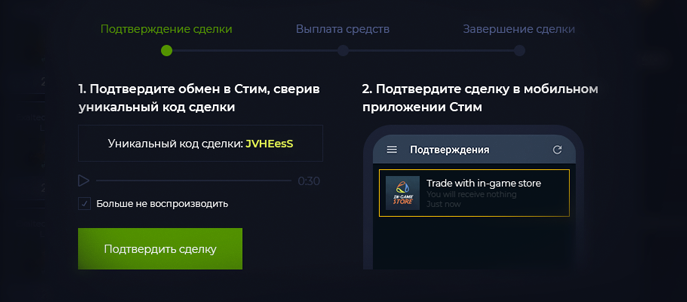 Подтверждение сделки
Выплата средств
Завершение сделки
1. Подтвердите обмен в Стим, сверив
уникальный код сделки
Уникальный код сделки: JVHEesS
0:30
Больше не воспроизводить
Подтвердить сделку
2. Подтвердите сделку в мобильном
приложении Стим
Подтверждения
IN-GAME
STORE
Trade with in-game store
You will receive nothing
Just now